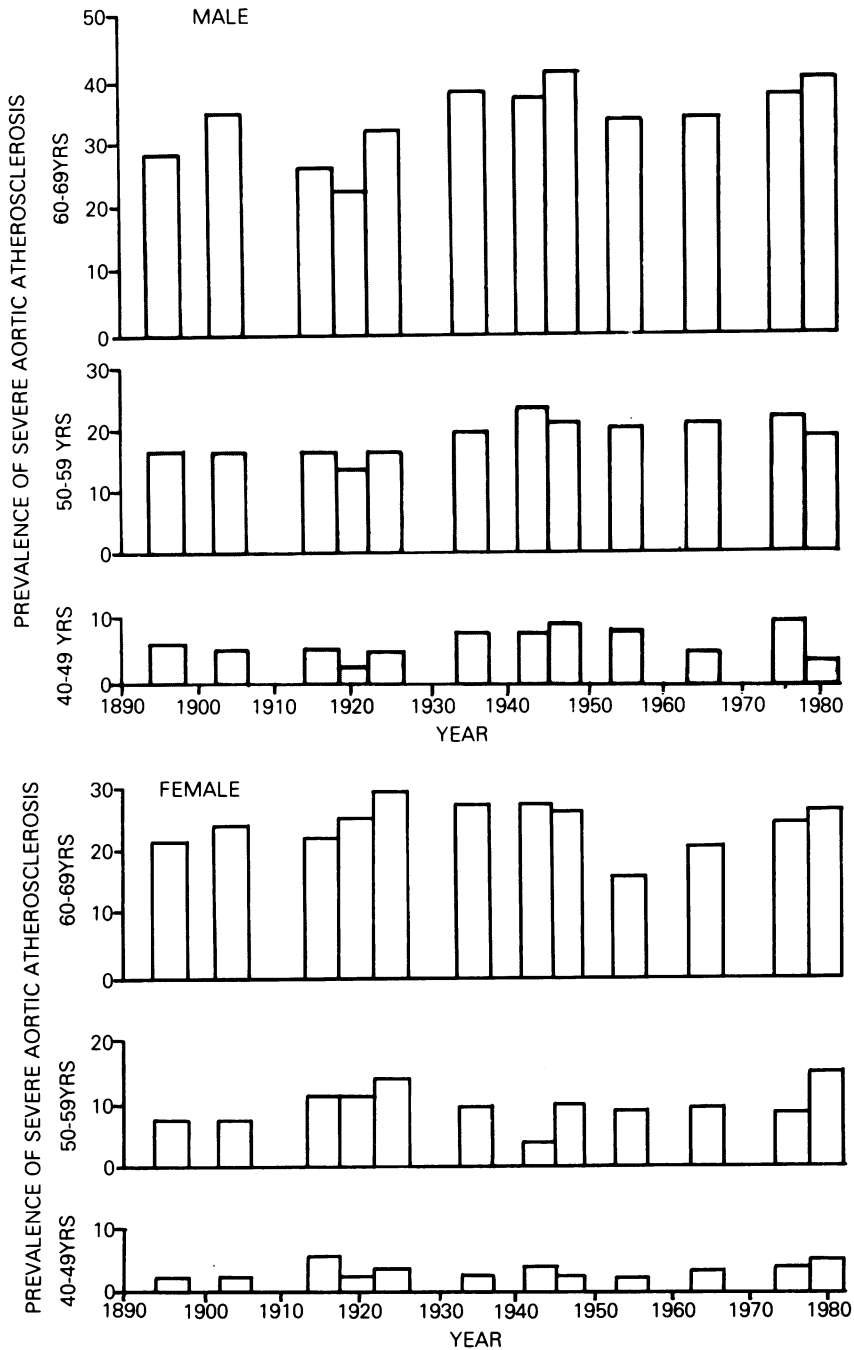 MALE
PREVALENCE OF SEVERE AORTIC ATHEROSCLEROSIS
60-69YRS
50
40
30
20
10
0
50-59 YRS
30
20
10
0
40-49 YRS
10
0
1890 1900 1910 1920 1930 1940 1950 1960 1970 1980
YEAR
FEMALE
PREVALENCE OF SEVERE AORTIC ATHEROSCLEROSIS
60-69YRS
30
20
10
0
50-59YRS
20
10
0
40-49YRS
10
0
1890 1900 1910 1920 1930 1940 1950 1960 1970 1980
YEAR